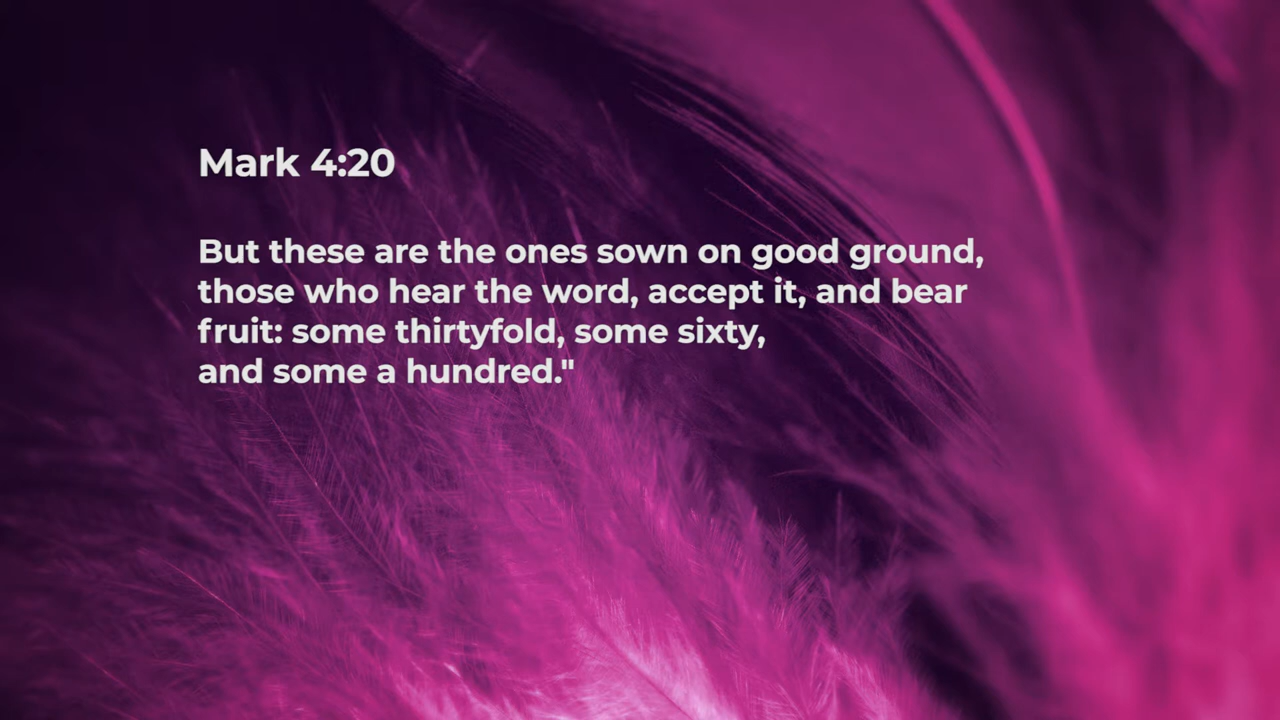 Mark 4:20
But these are the ones sown on good ground,
those who hear the word, accept it, and bear
fruit: some thirtyfold, some sixty,
and some a hundred."